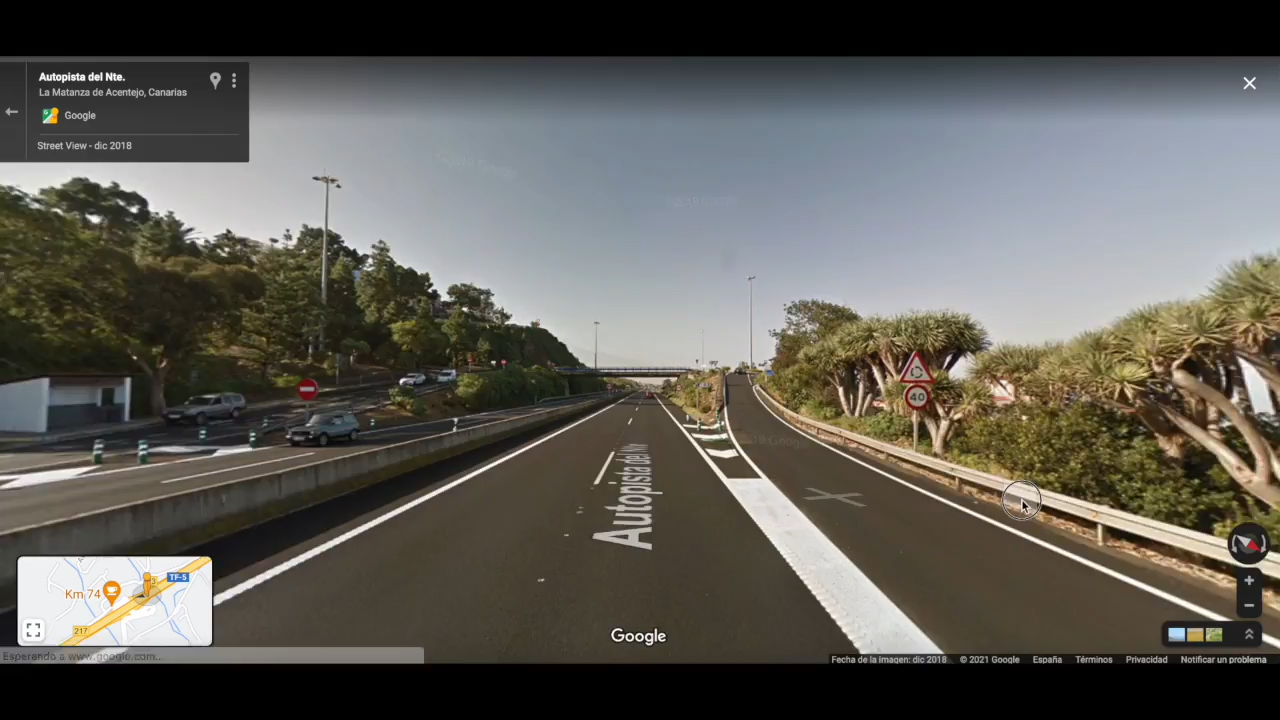 Autopista del Nte.
La Matanza de Acentejo, Canarias
Google
Street View - dic 2018
40
Autopista del Nte
TF-5
Km 74
217
Google
Esperando a www.google.com...
Fecha de la imagen: dic 2018 © 2021 Google España Términos Privacidad Notificar un problema